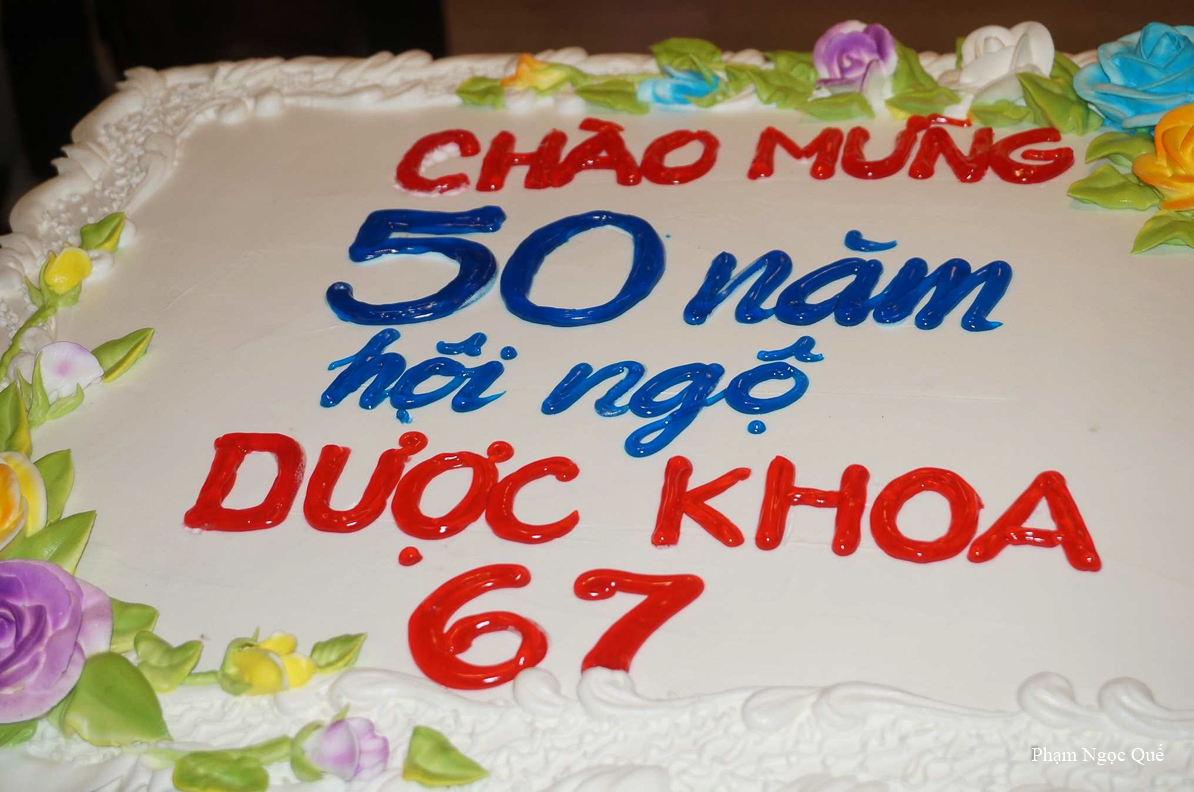 CHÀO MỪNG
50 năm
hội ngộ
DƯỢC KHOA
67
Phạm Ngọc Quế